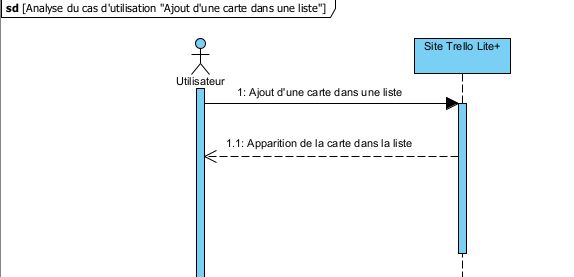 sd [Analyse du cas d'utilisation "Ajout d'une carte dans une liste"]
Site Trello Lite+
Utilisateur
1: Ajout d'une carte dans une liste
1.1: Apparition de la carte dans la liste